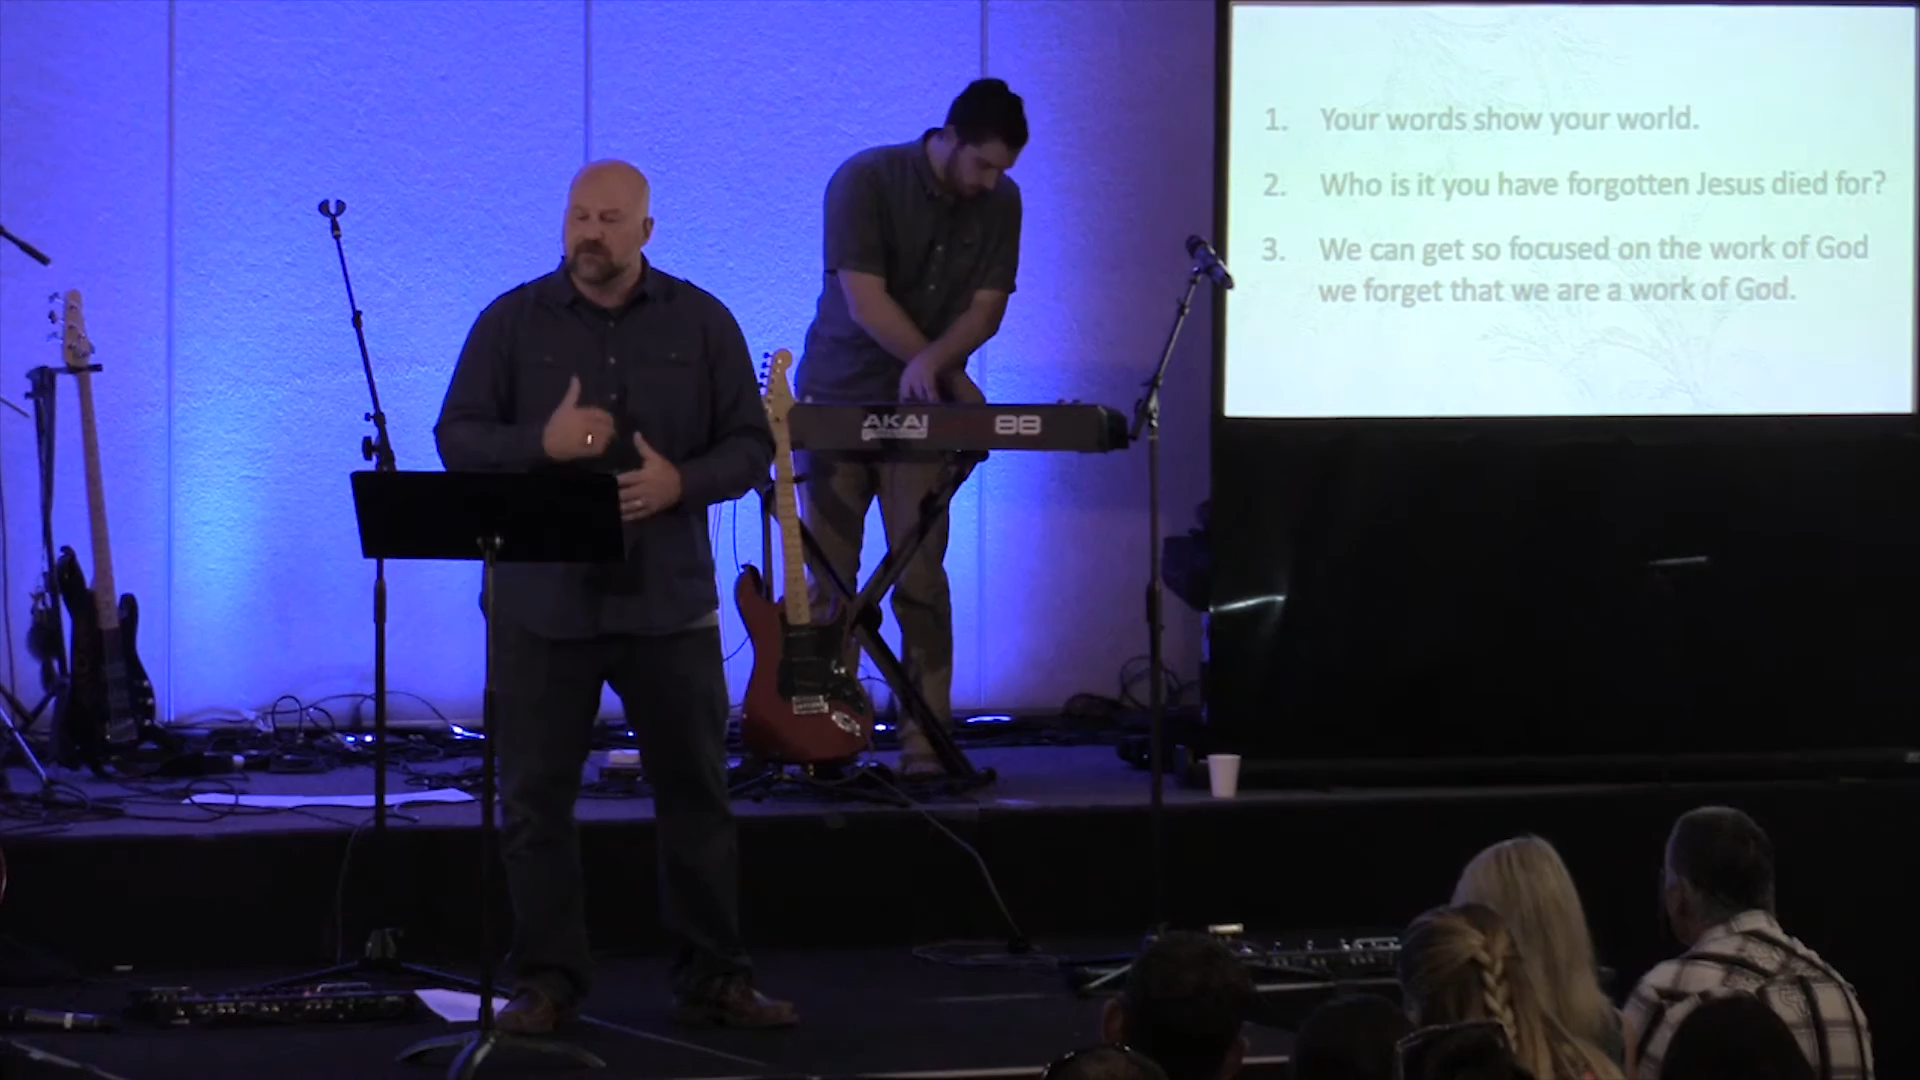 1. Your words show your world.
2. Who is it you have forgotten Jesus died for?
3. We can get so focused on the work of God
we forget that we are a work of God.
AKAI
88